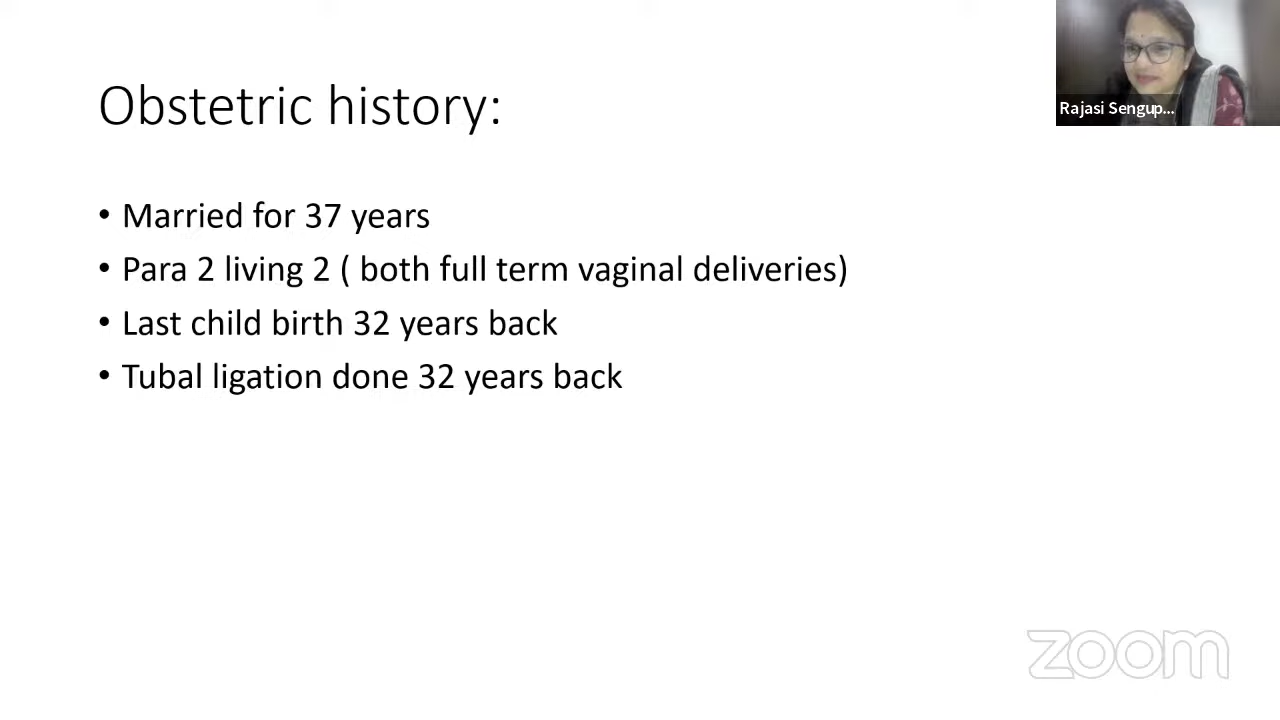 Rajasi Sengup...
Obstetric history:
• Married for 37 years
• Para 2 living 2 ( both full term vaginal deliveries)
• Last child birth 32 years back
• Tubal ligation done 32 years back
zoom